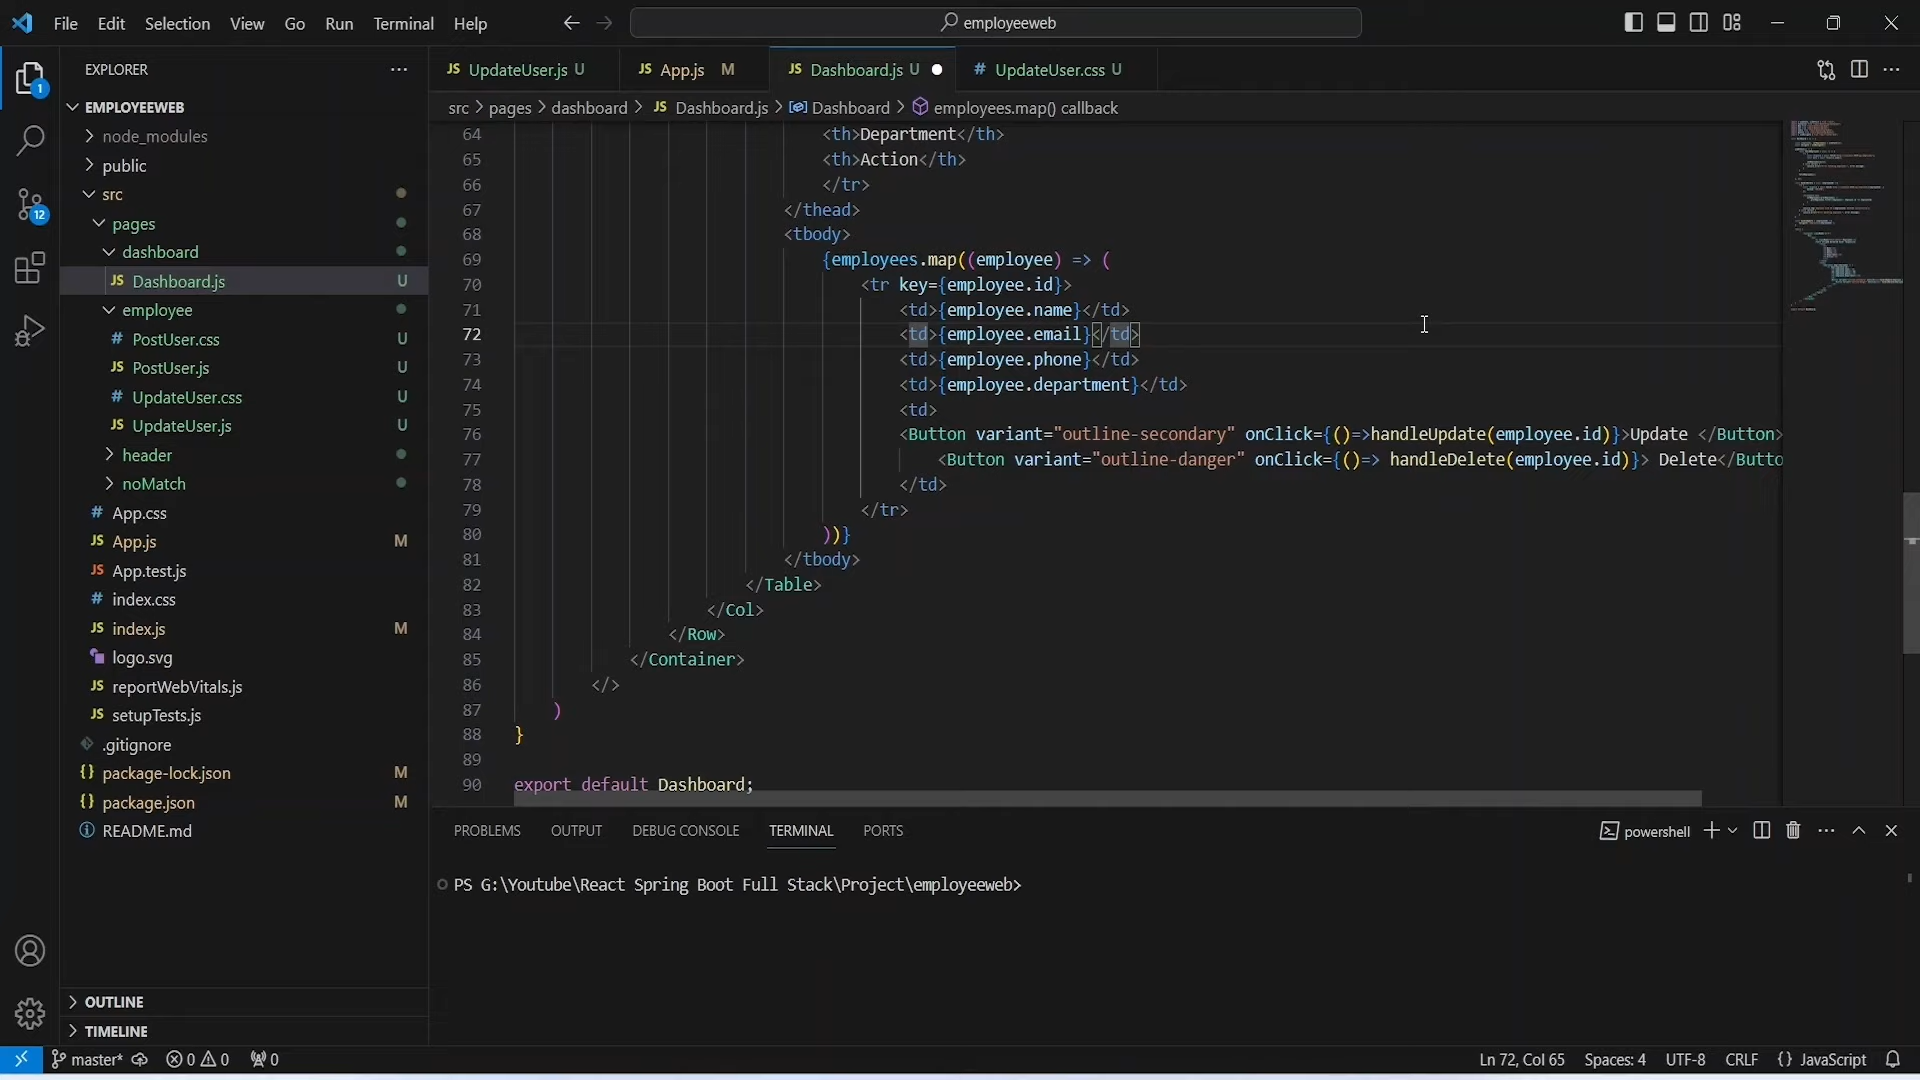 File Edit Selection View Go Run Terminal Help
employeeweb
EXPLORER
EMPLOYEEWEB
node_modules
public
src
pages
dashboard
JS Dashboard.js U
employee
# PostUser.css U
JS PostUser.js U
# UpdateUser.css U
JS UpdateUser.js U
header
noMatch
# App.css
JS App.js M
JS App.test.js
# index.css
JS index.js M
logo.svg
JS reportWebVitals.js
JS setupTests.js
.gitignore
{} package-lock.json M
{} package.json M
README.md
OUTLINE
TIMELINE
1
12
JS UpdateUser.js U
JS App.js M
JS Dashboard.js U
# UpdateUser.css U
src > pages > dashboard > JS Dashboard.js > Dashboard > employees.map() callback
64 <th>Department</th>
65 <th>Action</th>
66 </tr>
67 </thead>
68 <tbody>
69 {employees.map((employee) => (
70 <tr key={employee.id}>
71 <td>{employee.name}</td>
72 <td>{employee.email}</td>
73 <td>{employee.phone}</td>
74 <td>{employee.department}</td>
75 <td>
76 <Button variant="outline-secondary" onClick={()=>handleUpdate(employee.id)}>Update </Button>
77 <Button variant="outline-danger" onClick={()=> handleDelete(employee.id)}> Delete</Butto
78 </td>
79 </tr>
80 ))}
81 </tbody>
82 </Table>
83 </Col>
84 </Row>
85 </Container>
86 </>
87 )
88 }
89
90 export default Dashboard;
PROBLEMS OUTPUT DEBUG CONSOLE TERMINAL PORTS
powershell
PS G:\Youtube\React Spring Boot Full Stack\Project\employeeweb>
master* 0 0 0
Ln 72, Col 65 Spaces: 4 UTF-8 CRLF {} JavaScript